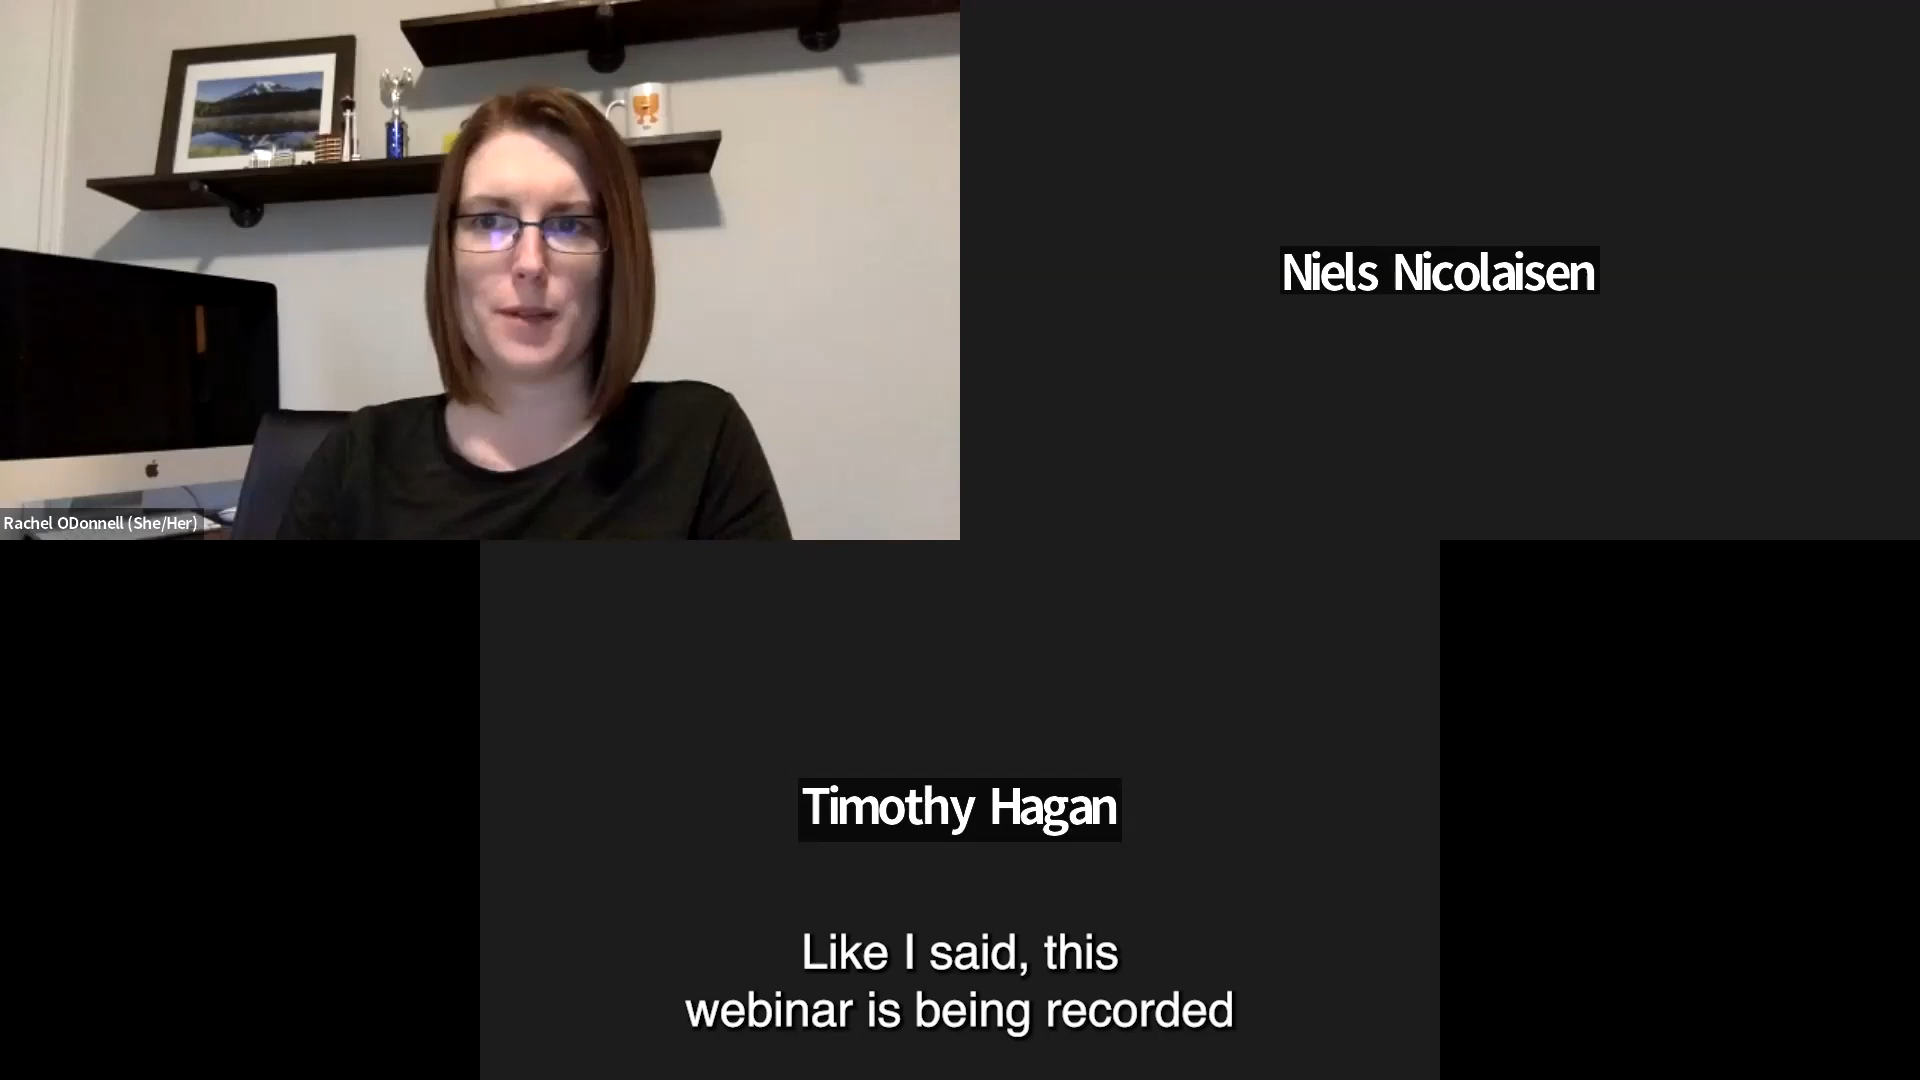 Niels Nicolaisen
Rachel ODonnell (She/Her)
Timothy Hagan
Like I said, this
webinar is being recorded